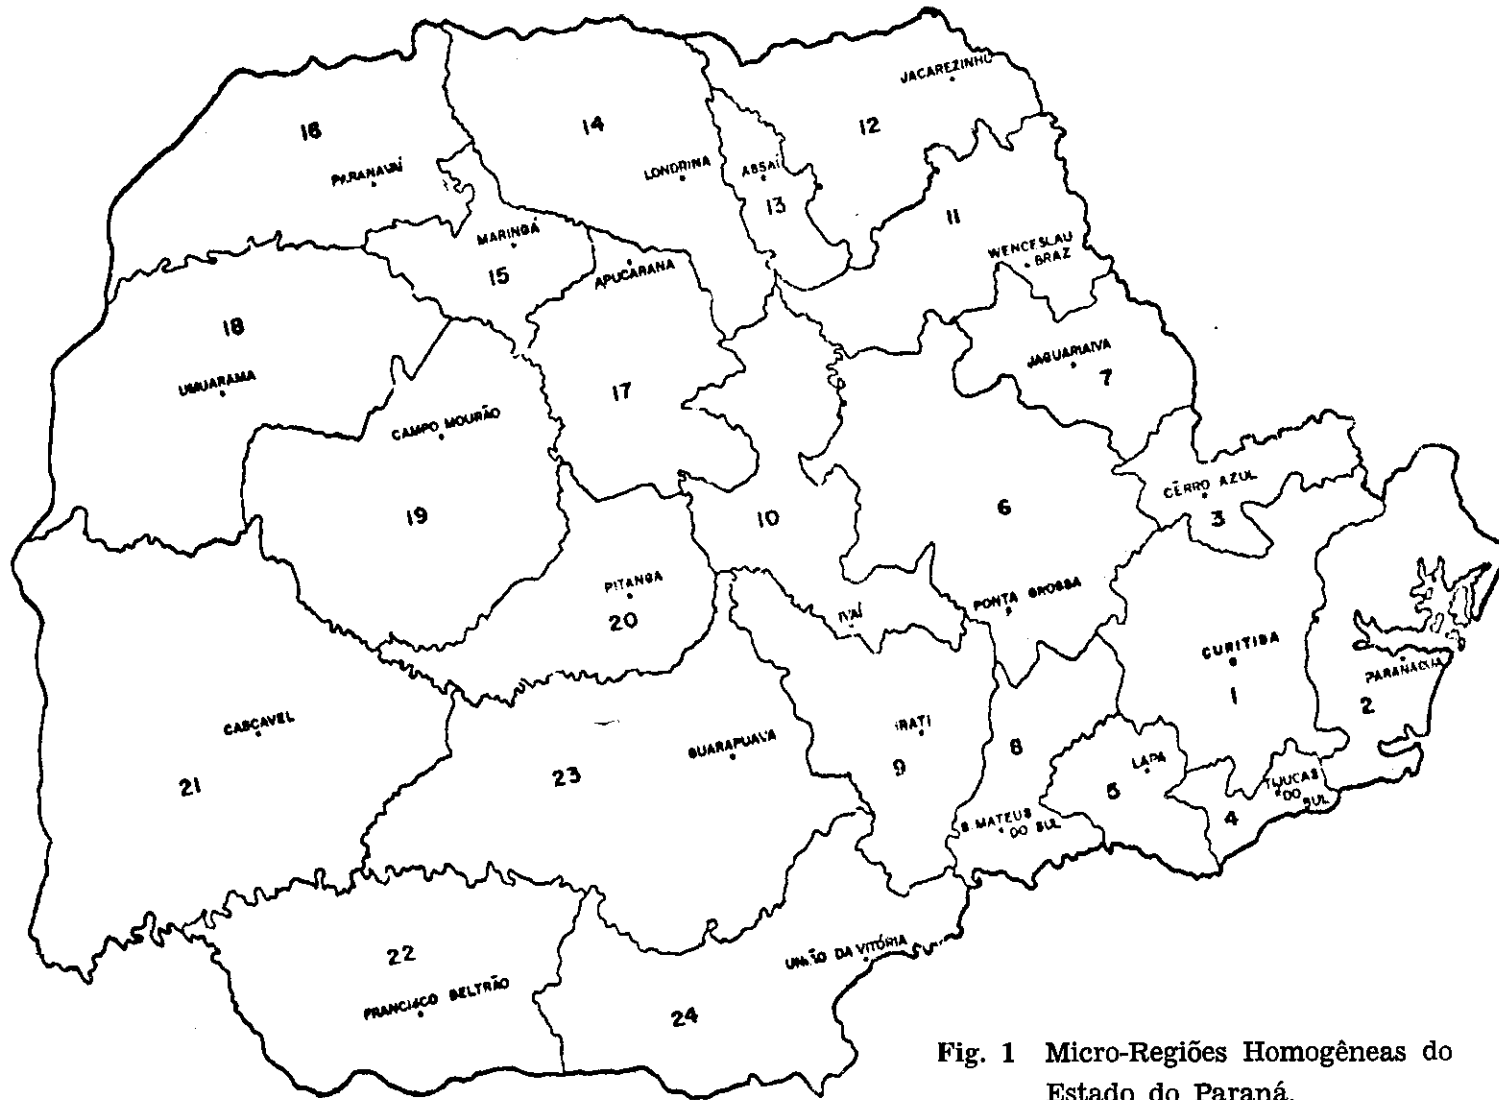 JACAREZINHO
16
14
12
PARANAVAÍ
LONDRINA
ASSAÍ
13
11
MARINGÁ
15
APUCARANA
WENCESLAU
BRAZ
18
UMUARAMA
17
JAGUARIAIVA
7
CAMPO MOURÃO
19
10
6
CÊRRO AZUL
3
PITANGA
20
IVAÍ
PONTA GROSSA
CURITIBA
1
PARANAGUA
2
CASCAVEL
21
23
GUARAPUAVA
IRATI
9
8
LAPA
5
TIJUCAS
DO
SUL
4
S. MATEUS
DO SUL
22
FRANCISCO BELTRÃO
UNIÃO DA VITÓRIA
24
Fig. 1 Micro-Regiões Homogêneas do
Estado do Paraná.